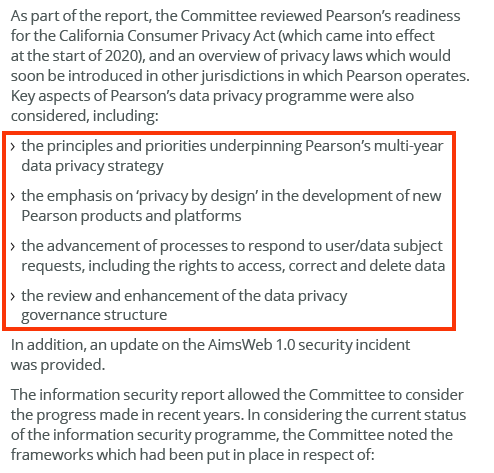 As part of the report, the Committee reviewed Pearson’s readiness
for the California Consumer Privacy Act (which came into effect
at the start of 2020), and an overview of privacy laws which would
soon be introduced in other jurisdictions in which Pearson operates.
Key aspects of Pearson’s data privacy programme were also
considered, including:
› the principles and priorities underpinning Pearson’s multi-year
data privacy strategy
› the emphasis on ‘privacy by design’ in the development of new
Pearson products and platforms
› the advancement of processes to respond to user/data subject
requests, including the rights to access, correct and delete data
› the review and enhancement of the data privacy
governance structure
In addition, an update on the AimsWeb 1.0 security incident
was provided.
The information security report allowed the Committee to consider
the progress made in recent years. In considering the current status
of the information security programme, the Committee noted the
frameworks which had been put in place in respect of: